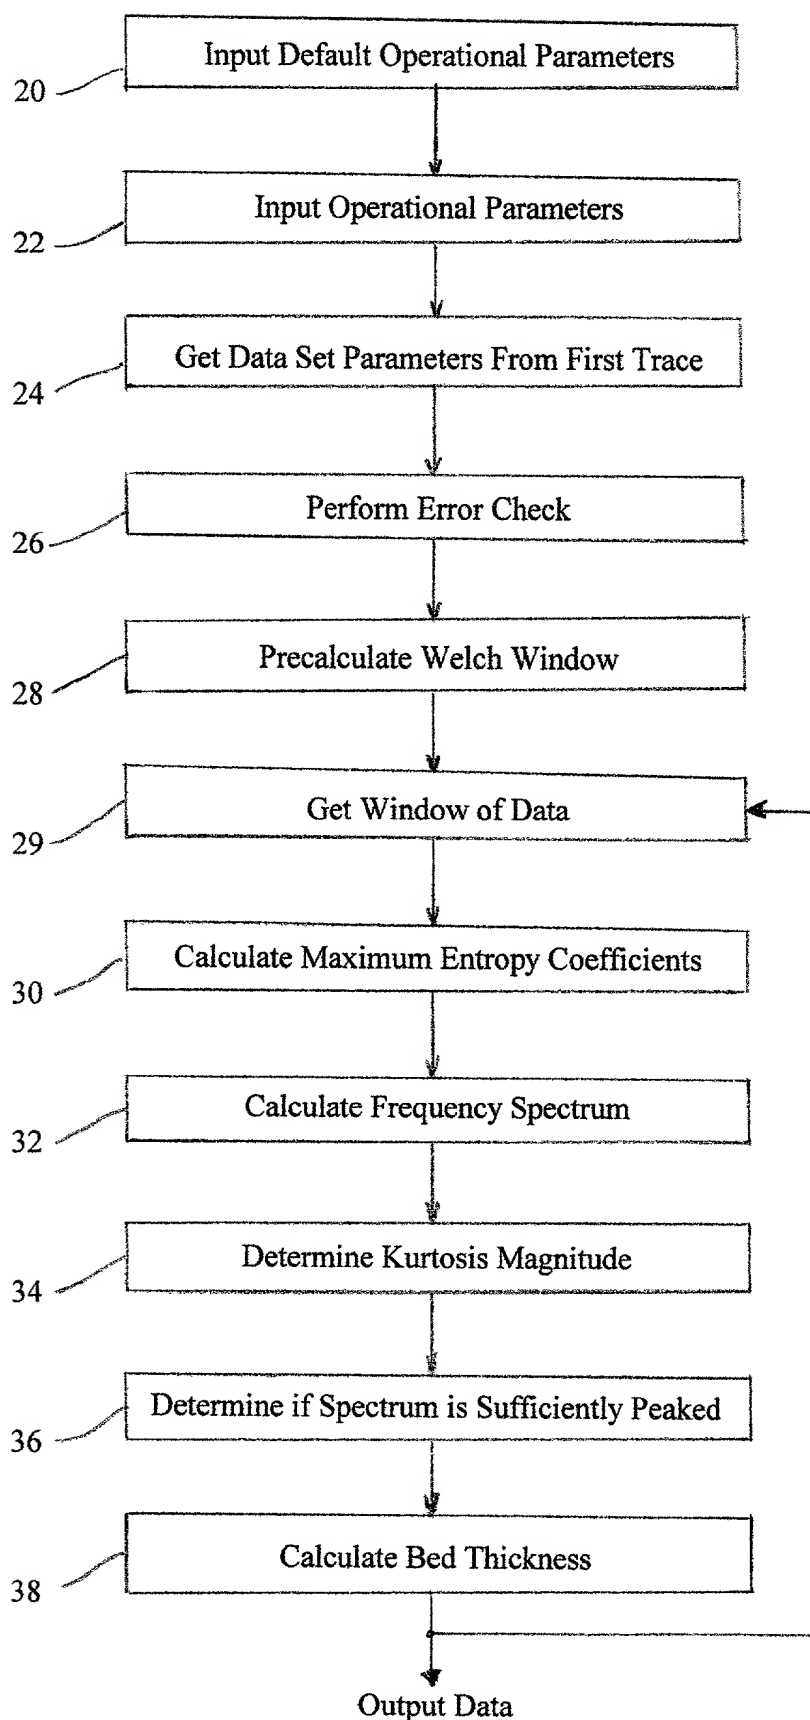 Input Default Operational Parameters
20
Input Operational Parameters
22
Get Data Set Parameters From First Trace
24
Perform Error Check
26
Precalculate Welch Window
28
Get Window of Data
29
Calculate Maximum Entropy Coefficients
30
Calculate Frequency Spectrum
32
Determine Kurtosis Magnitude
34
Determine if Spectrum is Sufficiently Peaked
36
Calculate Bed Thickness
38
Output Data